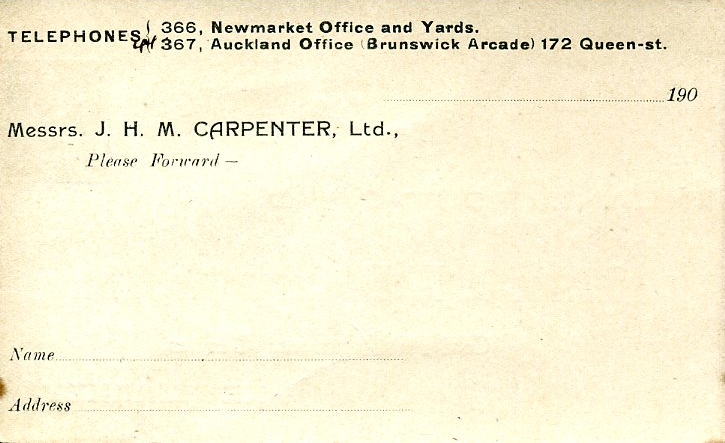 TELEPHONES { 366, Newmarket Office and Yards.
367, Auckland Office (Brunswick Arcade) 172 Queen-st.
190
Messrs. J. H. M. CARPENTER, Ltd.,
Please Forward —
Name
Address